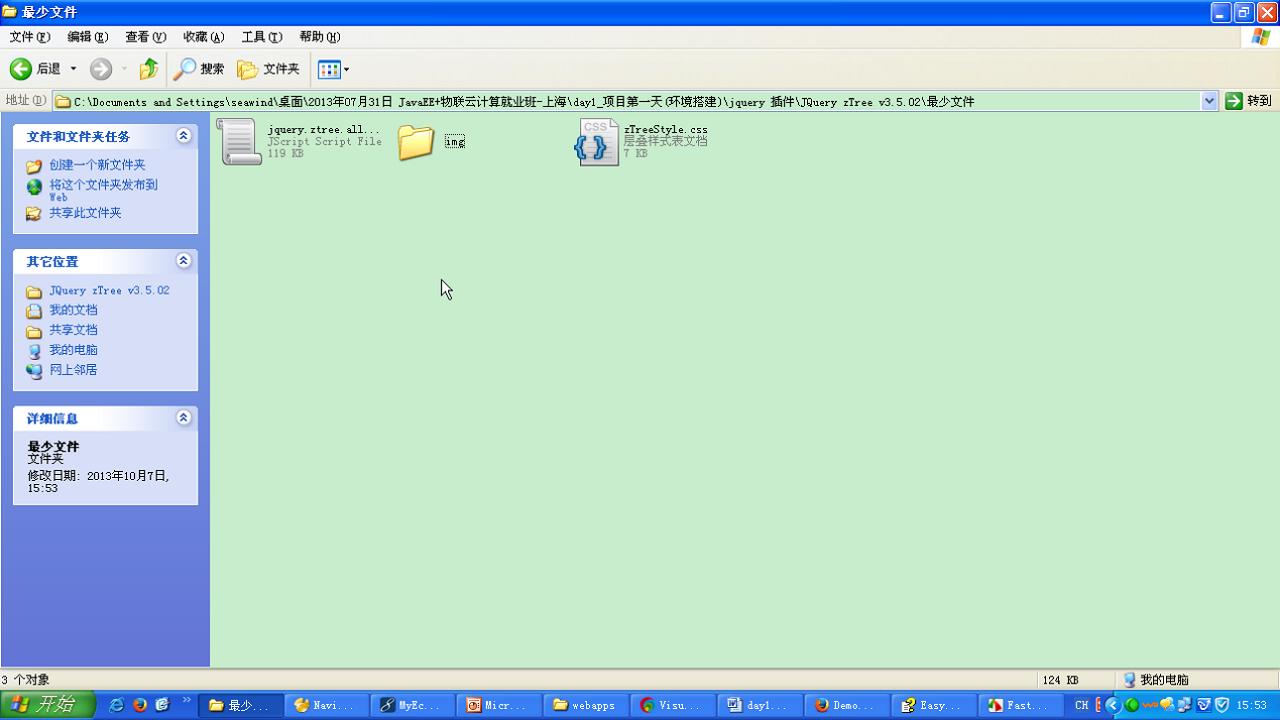 最少文件
文件(F) 编辑(E) 查看(V) 收藏(A) 工具(T) 帮助(H)
后退 搜索 文件夹
地址(D) C:\Documents and Settings\seawind\桌面\2013年07月31日 JavaEE+物联云计算就业班-上海\day1_项目第一天(环境搭建)\jquery 插件\JQuery zTree v3.5.02\最少文件 转到
文件和文件夹任务
创建一个新文件夹
将这个文件夹发布到
Web
共享此文件夹
其它位置
JQuery zTree v3.5.02
我的文档
共享文档
我的电脑
网上邻居
详细信息
最少文件
文件夹
修改日期: 2013年10月7日,
15:53
jquery.ztree.all...
JScript Script File
119 KB
img
CSS
zTreeStyle.css
层叠样式表文档
7 KB
3 个对象 124 KB 我的电脑
开始 最少... Navi... MyEc... Micr... webapps Visu... day1... Demo... Easy... Fast... CH 15:53